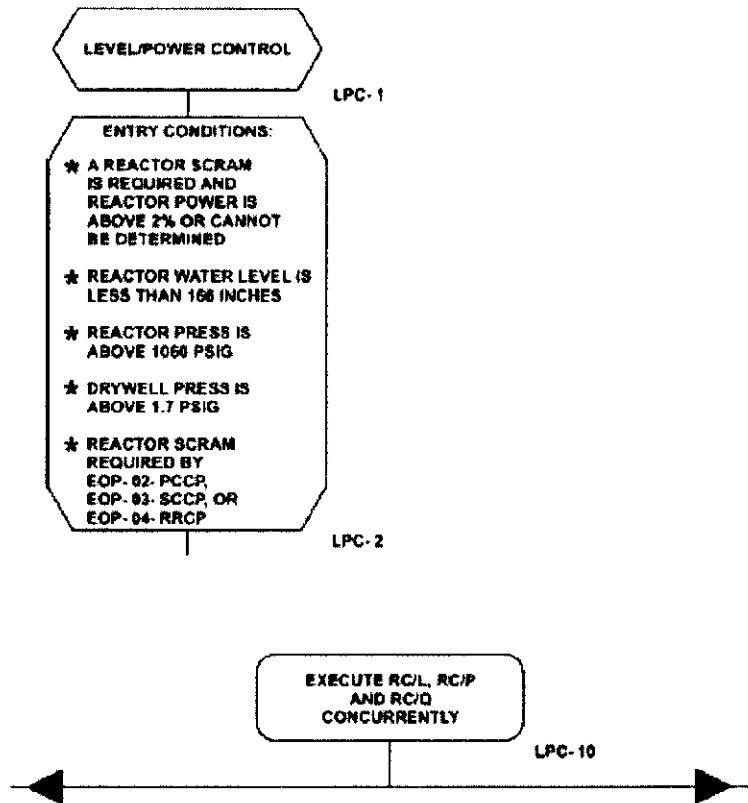 LEVEL/POWER CONTROL
LPC-1
ENTRY CONDITIONS:
* A REACTOR SCRAM
IS REQUIRED AND
REACTOR POWER IS
ABOVE 2% OR CANNOT
BE DETERMINED
* REACTOR WATER LEVEL IS
LESS THAN 166 INCHES
* REACTOR PRESS IS
ABOVE 1060 PSIG
* DRYWELL PRESS IS
ABOVE 1.7 PSIG
* REACTOR SCRAM
REQUIRED BY
EOP-02-PCCP,
EOP-03-SCCP, OR
EOP-04-RRCP
LPC-2
EXECUTE RC/L, RC/P
AND RC/Q
CONCURRENTLY
LPC-10